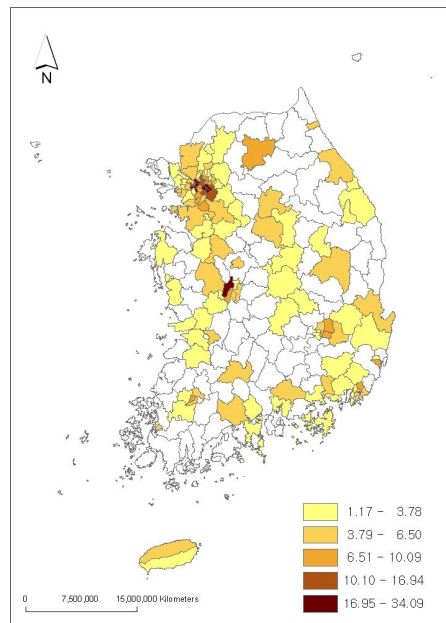 N
1.17 - 3.78
3.79 - 6.50
6.51 - 10.09
10.10 - 16.94
16.95 - 34.09
0 7,500,000 15,000,000 Kilometers